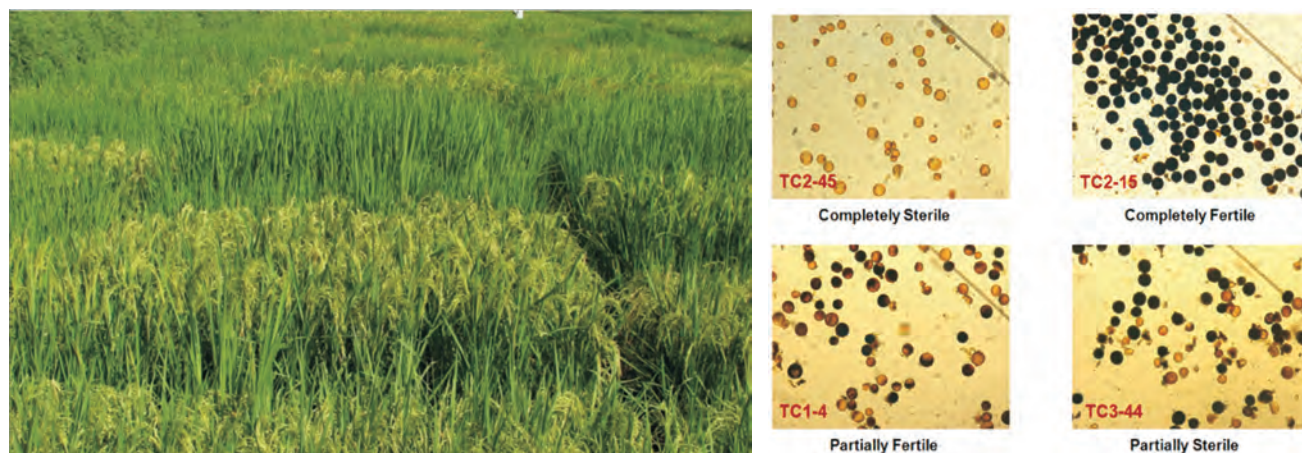 TC2-45
Completely Sterile
TC2-15
Completely Fertile
TC1-4
Partially Fertile
TC3-44
Partially Sterile